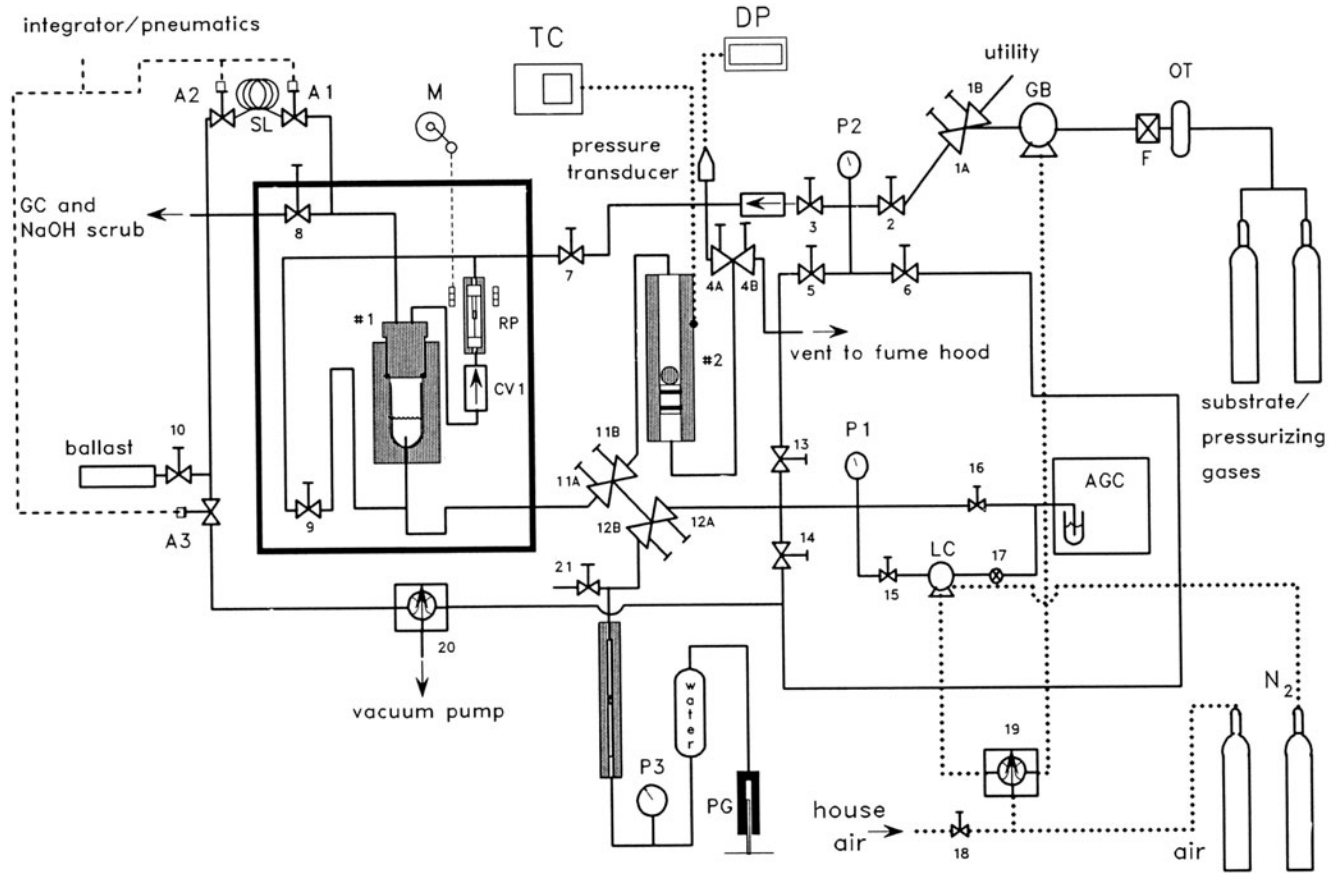 integrator/pneumatics
A2
A1
SL
M
TC
DP
pressure
transducer
P2
utility
1B
1A
GB
OT
F
GC and
NaOH scrub
8
7
3
2
4A
4B
5
6
#1
RP
CV1
#2
vent to fume hood
substrate/
pressurizing
gases
ballast
10
A3
9
11B
11A
12B
12A
13
14
P1
16
AGC
LC
15
17
21
20
vacuum pump
water
P3
PG
19
N2
house
air
18
air